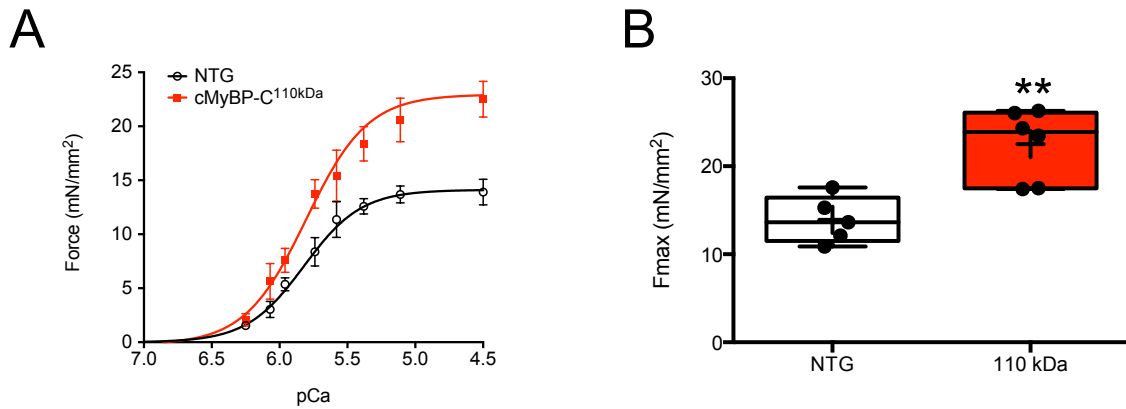 A
NTG
cMyBP-C^110kDa
25
20
15
10
5
0
Force (mN/mm²)
7.0 6.5 6.0 5.5 5.0 4.5
pCa
B
**
30
20
10
0
Fmax (mN/mm²)
NTG 110 kDa